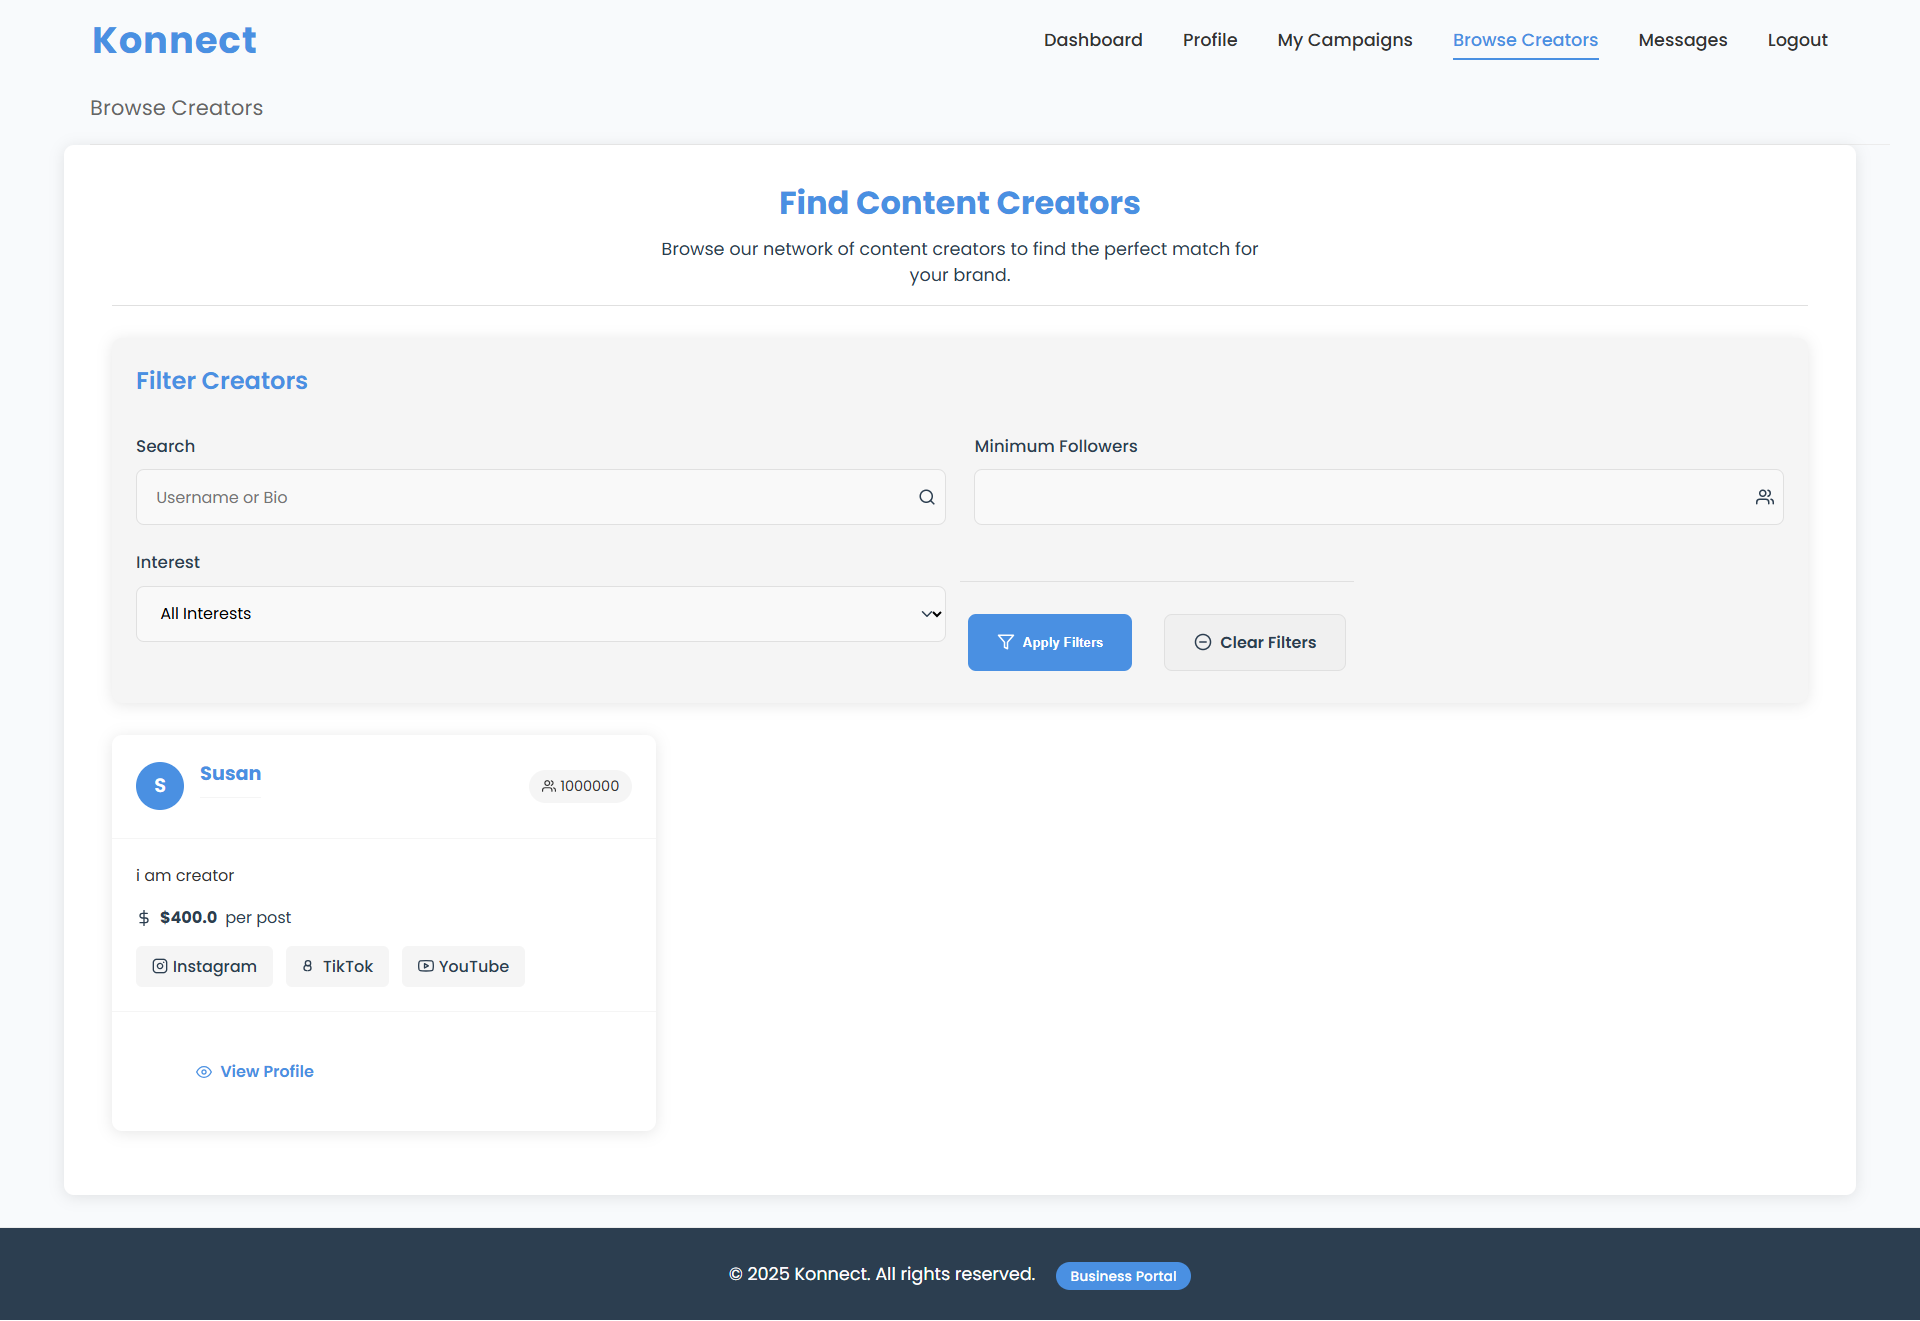 Konnect
Dashboard Profile My Campaigns Browse Creators Messages Logout
Browse Creators
Find Content Creators
Browse our network of content creators to find the perfect match for
your brand.
Filter Creators
Search
Minimum Followers
Username or Bio
Interest
All Interests
Apply Filters
Clear Filters
S
Susan
1000000
i am creator
$ $400.0 per post
Instagram TikTok YouTube
View Profile
© 2025 Konnect. All rights reserved. Business Portal